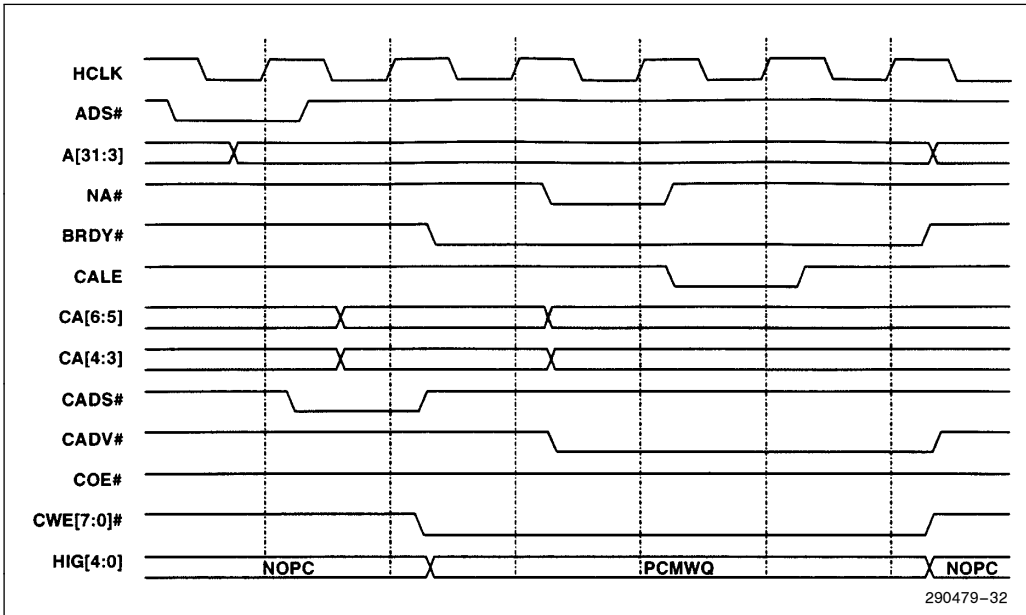 HCLK
ADS#
A[31:3]
NA#
BRDY#
CALE
CA[6:5]
CA[4:3]
CADS#
CADV#
COE#
CWE[7:0]#
HIG[4:0] NOPC PCMWQ NOPC
290479–32